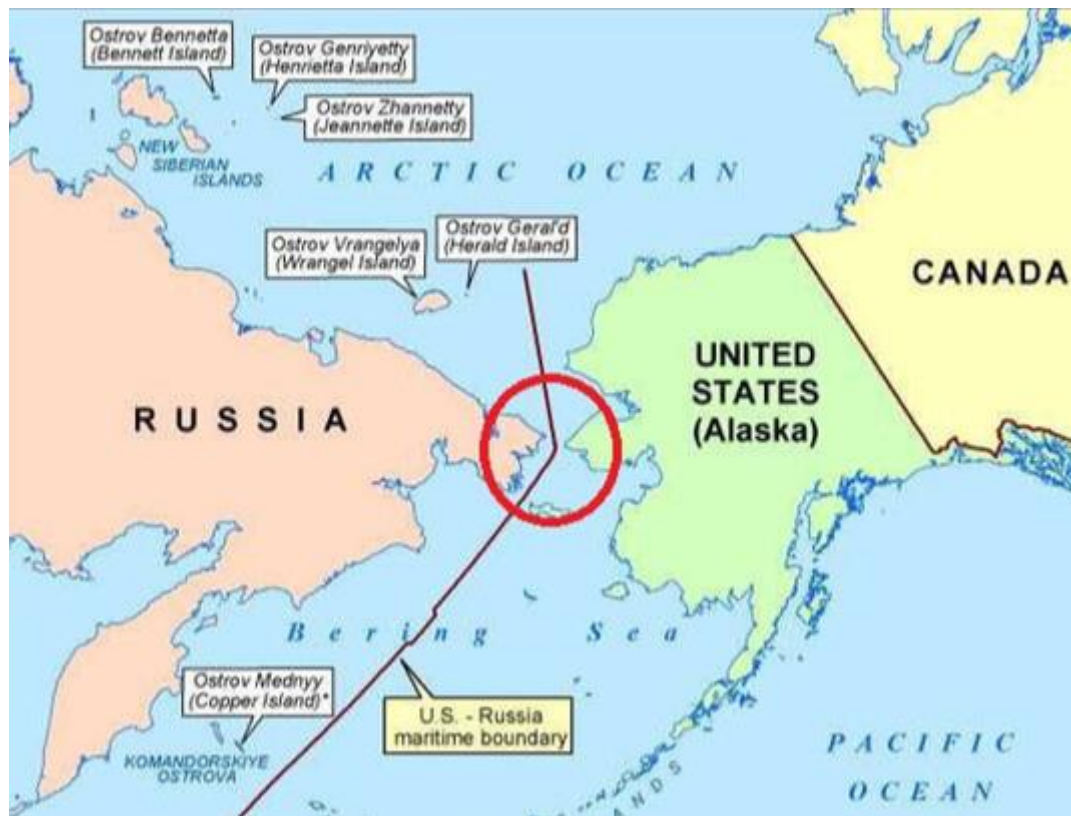 Ostrov Bennetta
(Bennett Island)
Ostrov Genriyetty
(Henrietta Island)
Ostrov Zhannetty
(Jeannette Island)
NEW
SIBERIAN
ISLANDS
ARCTIC OCEAN
Ostrov Vrangelya
(Wrangel Island)
Ostrov Geral'd
(Herald Island)
CANADA
UNITED
STATES
(Alaska)
RUSSIA
Bering Sea
Ostrov Mednyy
(Copper Island)*
U.S. - Russia
maritime boundary
KOMANDORSKIYE
OSTROVA
PACIFIC
OCEAN
ANDS